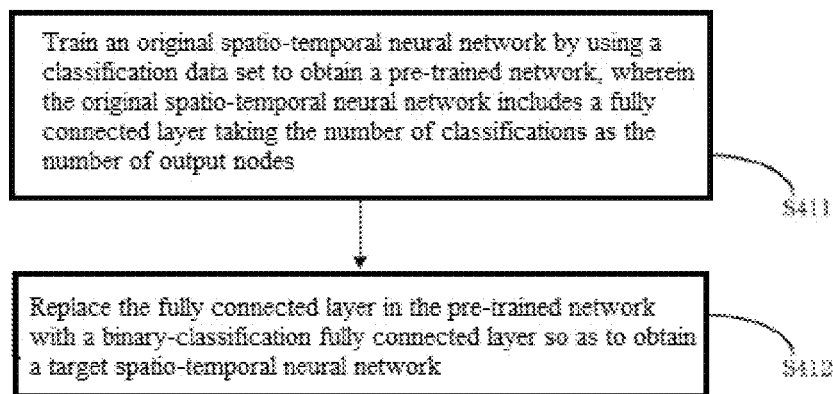 Train an original spatio-temporal neural network by using a
classification data set to obtain a pre-trained network, wherein
the original spatio-temporal neural network includes a fully
connected layer taking the number of classifications as the
number of output nodes
S411
Replace the fully connected layer in the pre-trained network
with a binary-classification fully connected layer so as to obtain
a target spatio-temporal neural network
S412